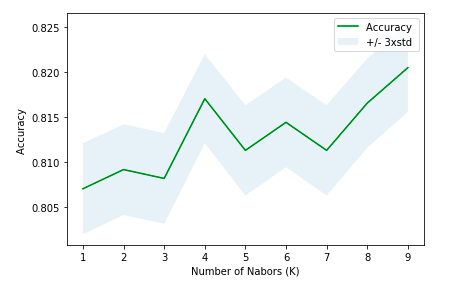 Accuracy
+/- 3xstd
0.825
0.820
0.815
0.810
0.805
Accuracy
1 2 3 4 5 6 7 8 9
Number of Nabors (K)